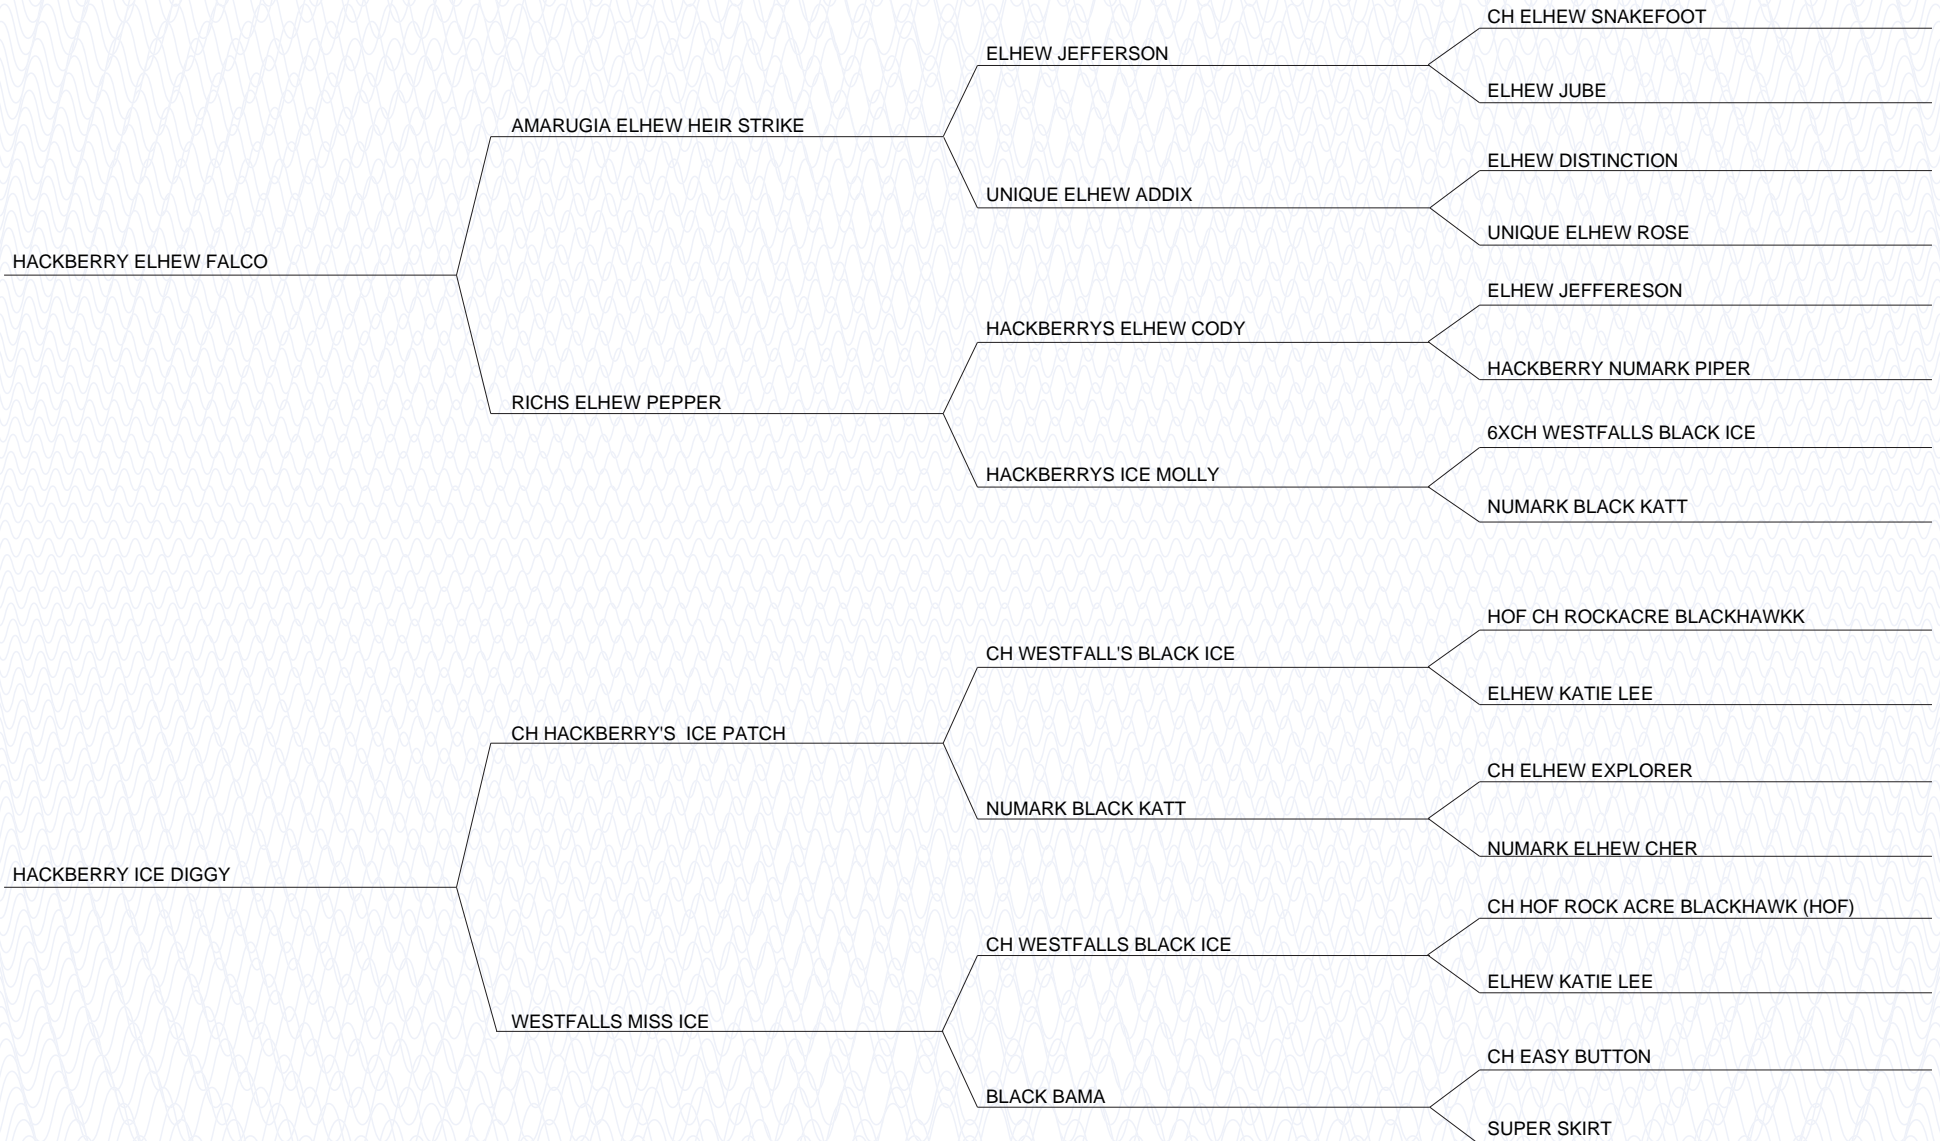 CH ELHEW SNAKEFOOT
ELHEW JEFFERSON
ELHEW JUBE
AMARUGIA ELHEW HEIR STRIKE
ELHEW DISTINCTION
UNIQUE ELHEW ADDIX
UNIQUE ELHEW ROSE
HACKBERRY ELHEW FALCO
ELHEW JEFFERESON
HACKBERRYS ELHEW CODY
HACKBERRY NUMARK PIPER
RICHS ELHEW PEPPER
6XCH WESTFALLS BLACK ICE
HACKBERRYS ICE MOLLY
NUMARK BLACK KATT
HOF CH ROCKACRE BLACKHAWKK
CH WESTFALL'S BLACK ICE
ELHEW KATIE LEE
CH HACKBERRY'S  ICE PATCH
CH ELHEW EXPLORER
NUMARK BLACK KATT
NUMARK ELHEW CHER
HACKBERRY ICE DIGGY
CH HOF ROCK ACRE BLACKHAWK (HOF)
CH WESTFALLS BLACK ICE
ELHEW KATIE LEE
WESTFALLS MISS ICE
CH EASY BUTTON
BLACK BAMA
SUPER SKIRT